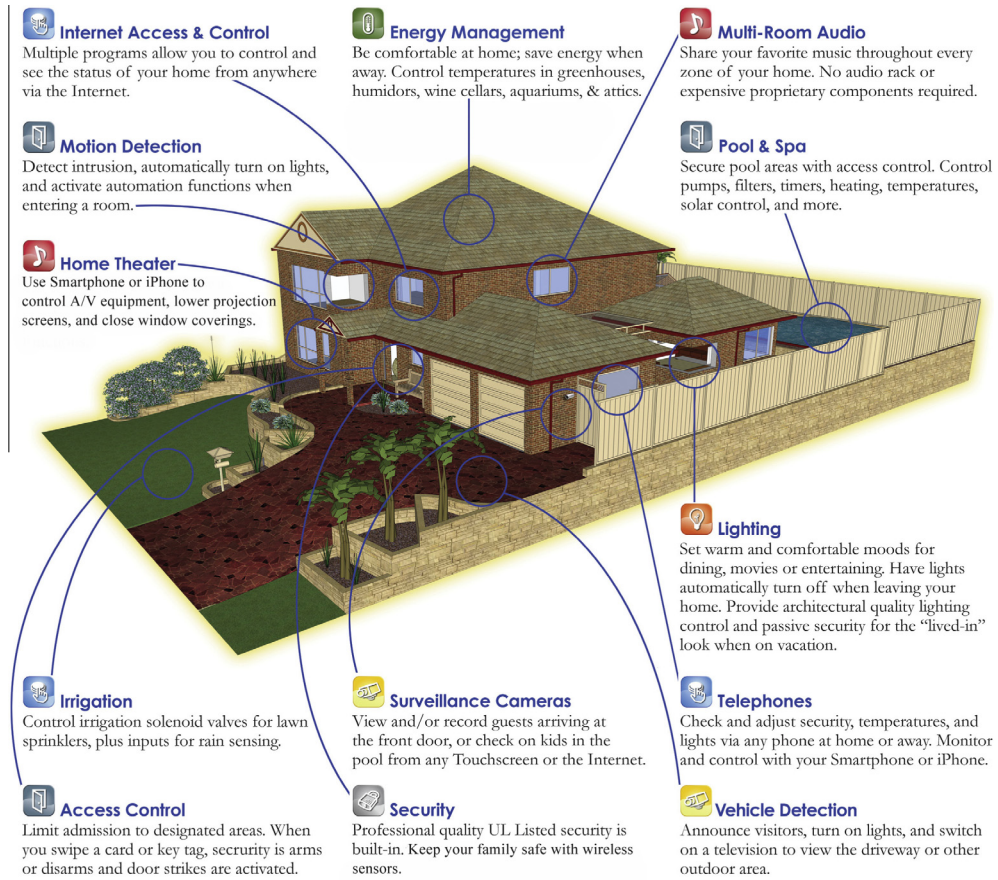 Internet Access & Control
Multiple programs allow you to control and
see the status of your home from anywhere
via the Internet.
Energy Management
Be comfortable at home; save energy when
away. Control temperatures in greenhouses,
humidors, wine cellars, aquariums, & attics.
Multi-Room Audio
Share your favorite music throughout every
zone of your home. No audio rack or
expensive proprietary components required.
Motion Detection
Detect intrusion, automatically turn on lights,
and activate automation functions when
entering a room.
Pool & Spa
Secure pool areas with access control. Control
pumps, filters, timers, heating, temperatures,
solar control, and more.
Home Theater
Use Smartphone or iPhone to
control A/V equipment, lower projection
screens, and close window coverings.
Lighting
Set warm and comfortable moods for
dining, movies or entertaining. Have lights
automatically turn off when leaving your
home. Provide architectural quality lighting
control and passive security for the “lived-in”
look when on vacation.
Irrigation
Control irrigation solenoid valves for lawn
sprinklers, plus inputs for rain sensing.
Surveillance Cameras
View and/or record guests arriving at
the front door, or check on kids in the
pool from any Touchscreen or the Internet.
Telephones
Check and adjust security, temperatures, and
lights via any phone at home or away. Monitor
and control with your Smartphone or iPhone.
Access Control
Limit admission to designated areas. When
you swipe a card or key tag, secrurity is arms
or disarms and door strikes are activated.
Security
Professional quality UL Listed security is
built-in. Keep your family safe with wireless
sensors.
Vehicle Detection
Announce visitors, turn on lights, and switch
on a television to view the driveway or other
outdoor area.